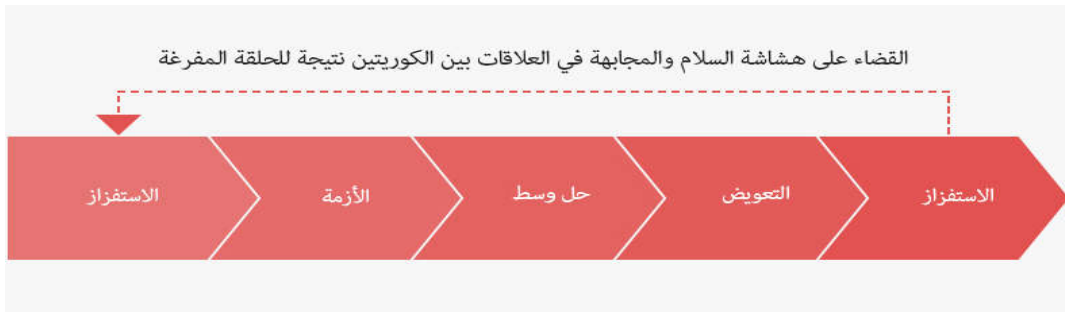 القضاء على هشاشة السلام والمجابهة في العلاقات بين الكوريتين نتيجة للحلقة المفرغة
الاستفزاز
الأزمة
حل وسط
التعويض
الاستفزاز